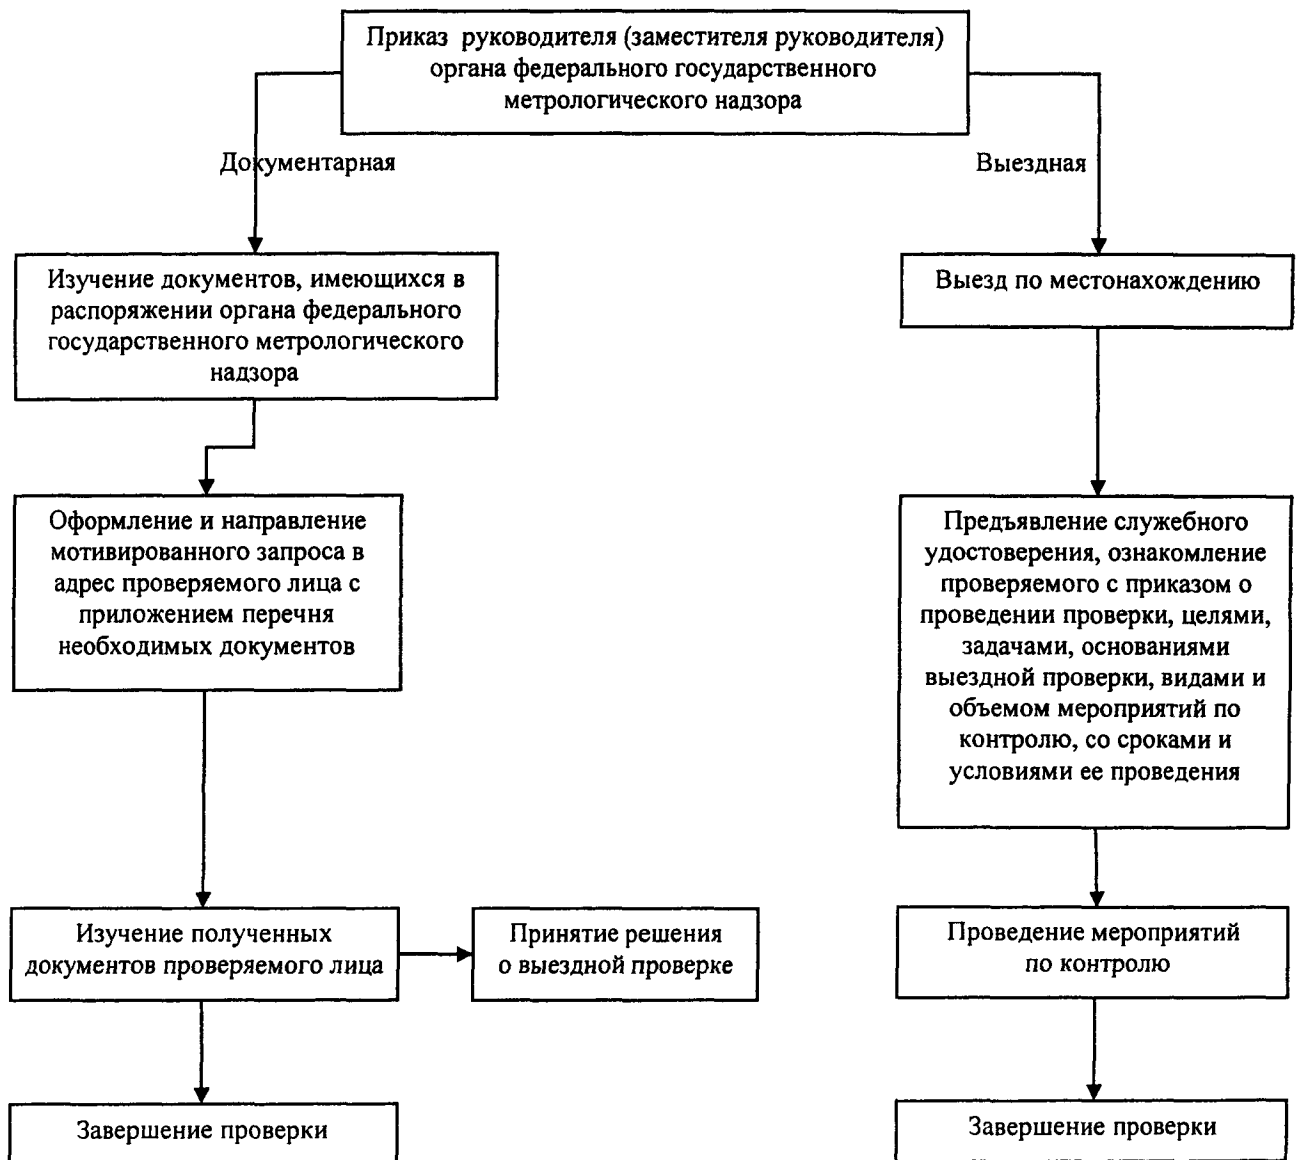 Приказ руководителя (заместителя руководителя)
органа федерального государственного
метрологического надзора
Документарная
Выездная
Изучение документов, имеющихся в
распоряжении органа федерального
государственного метрологического
надзора
Выезд по местонахождению
Оформление и направление
мотивированного запроса в
адрес проверяемого лица с
приложением перечня
необходимых документов
Предъявление служебного
удостоверения, ознакомление
проверяемого с приказом о
проведении проверки, целями,
задачами, основаниями
выездной проверки, видами и
объемом мероприятий по
контролю, со сроками и
условиями ее проведения
Изучение полученных
документов проверяемого лица
Принятие решения
о выездной проверке
Проведение мероприятий
по контролю
Завершение проверки
Завершение проверки